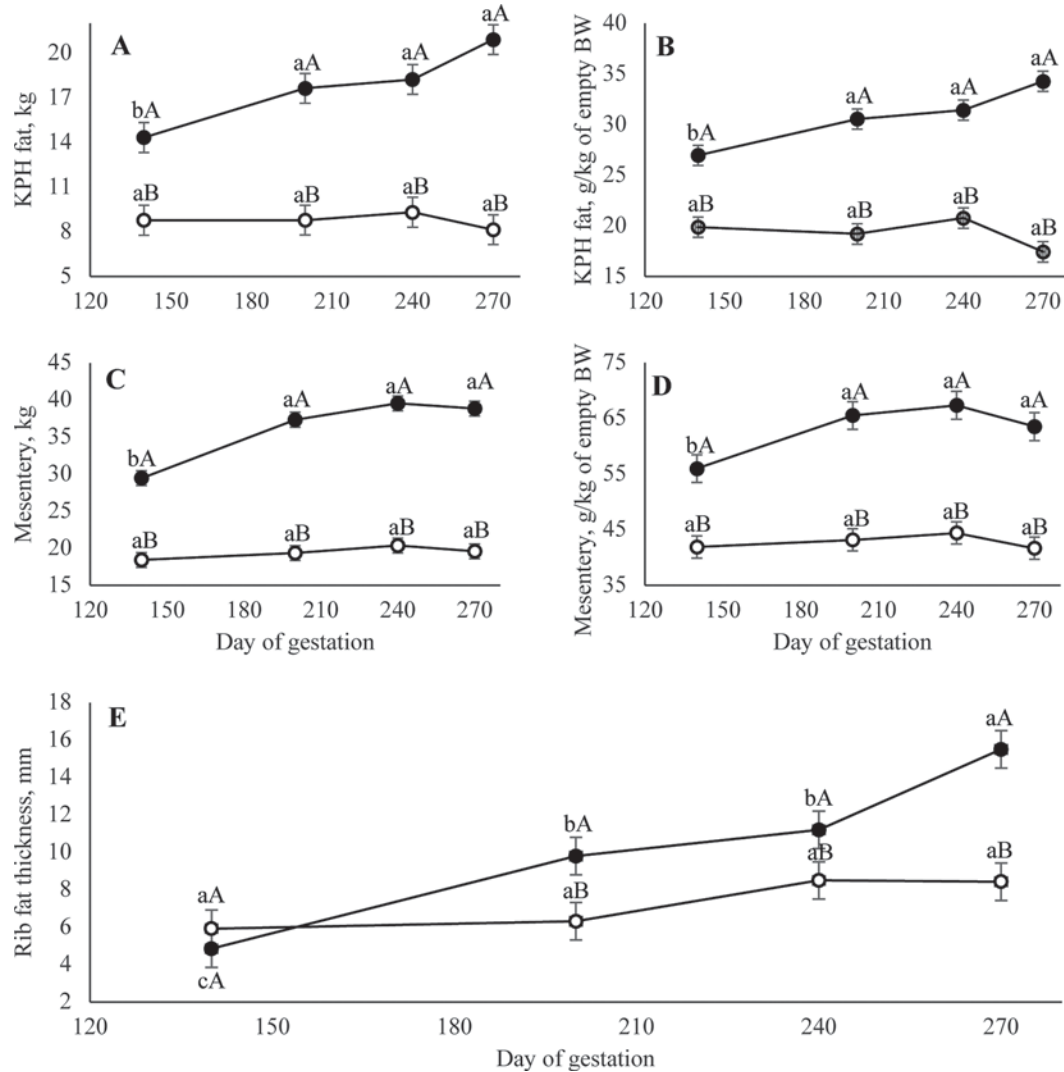 A
KPH fat, kg
20
17
14
11
8
5
bA
aA
aA
aA
aB
aB
aB
aB
120 150 180 210 240 270
B
KPH fat, g/kg of empty BW
40
35
30
25
20
15
bA
aA
aA
aA
aB
aB
aB
aB
120 150 180 210 240 270
C
Mesentery, kg
45
40
35
30
25
20
15
bA
aA
aA
aA
aB
aB
aB
aB
120 150 180 210 240 270
Day of gestation
D
Mesentery, g/kg of empty BW
75
65
55
45
35
bA
aA
aA
aA
aB
aB
aB
aB
120 150 180 210 240 270
Day of gestation
E
Rib fat thickness, mm
18
16
14
12
10
8
6
4
2
aA
cA
bA
aB
bA
aB
aA
aB
120 150 180 210 240 270
Day of gestation